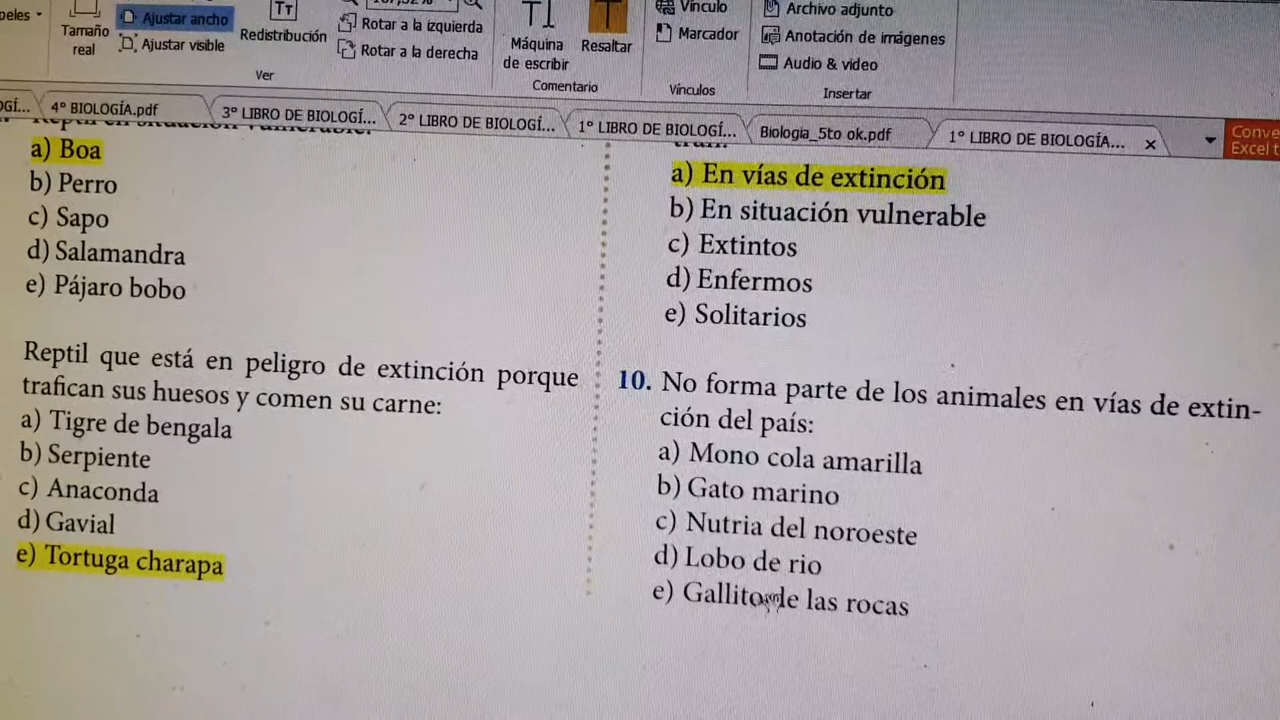 peles
Tamaño
real
Ajustar ancho
Ajustar visible
Redistribución
Rotar a la izquierda
Rotar a la derecha
Ver
Máquina
de escribir
Resaltar
Comentario
Vínculo
Marcador
Vínculos
Archivo adjunto
Anotación de imágenes
Audio & video
Insertar
4° BIOLOGÍA.pdf
3° LIBRO DE BIOLOGÍ...
2° LIBRO DE BIOLOGÍ...
1° LIBRO DE BIOLOGÍ...
Biologia_5to ok.pdf
1° LIBRO DE BIOLOGÍA...
Conve
Excel t
a) Boa
b) Perro
c) Sapo
d) Salamandra
e) Pájaro bobo
Reptil que está en peligro de extinción porque
trafican sus huesos y comen su carne:
a) Tigre de bengala
b) Serpiente
c) Anaconda
d) Gavial
e) Tortuga charapa
a) En vías de extinción
b) En situación vulnerable
c) Extintos
d) Enfermos
e) Solitarios
10. No forma parte de los animales en vías de extin-
ción del país:
a) Mono cola amarilla
b) Gato marino
c) Nutria del noroeste
d) Lobo de rio
e) Gallito de las rocas